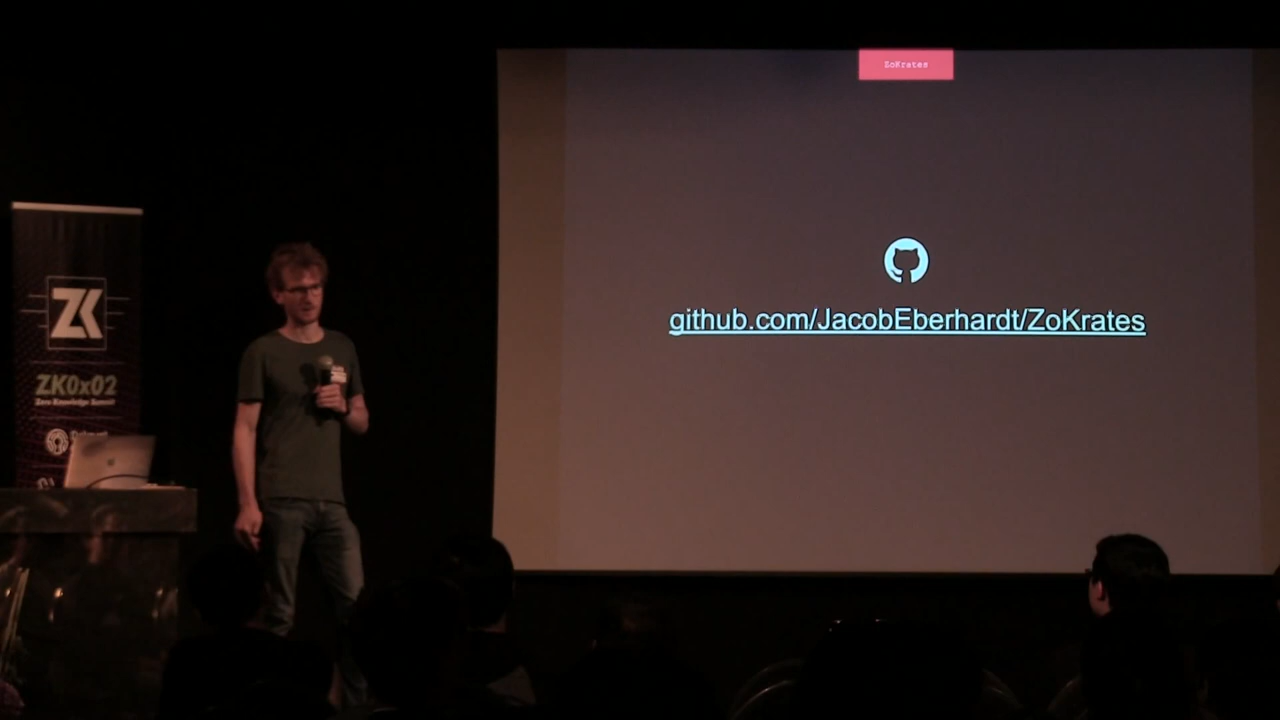 ZoKrates
github.com/JacobEberhardt/ZoKrates
ZK
ZK0x02
Zero Knowledge Summit